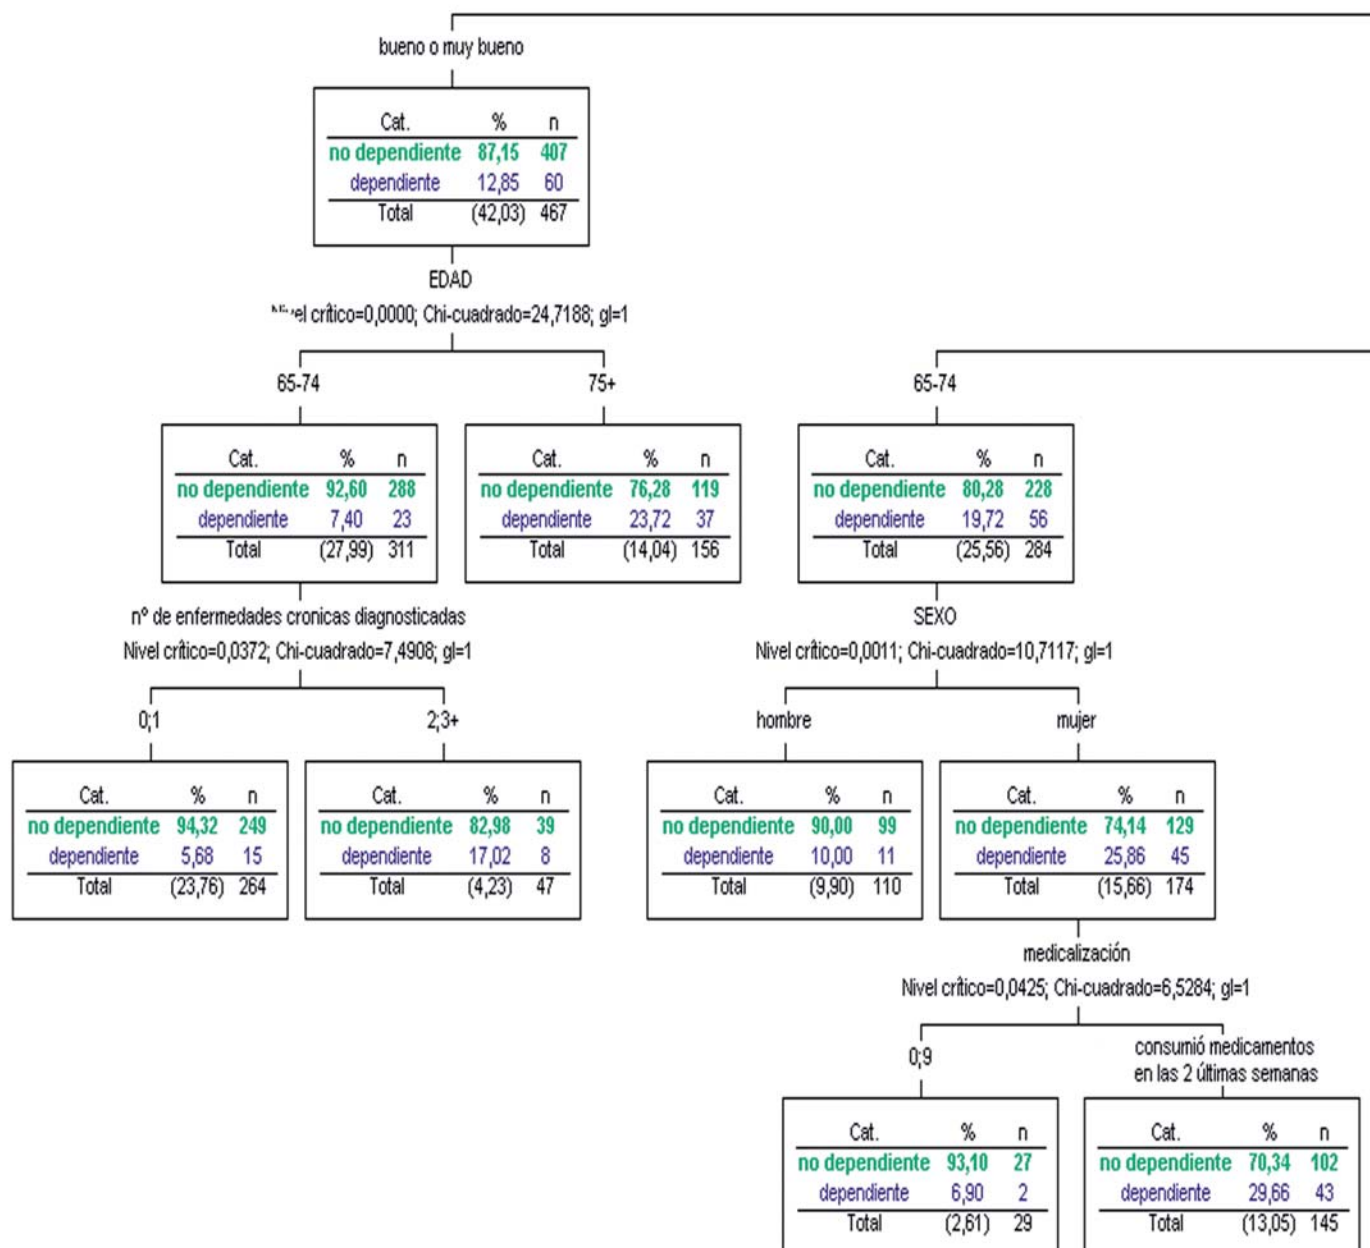 bueno o muy bueno
Cat. % n
no dependiente 87,15 407
dependiente 12,85 60
Total (42,03) 467
EDAD
Nivel crítico=0,0000; Chi-cuadrado=24,7188; gl=1
65-74 75+ 65-74
Cat. % n Cat. % n Cat. % n
no dependiente 92,60 288 no dependiente 76,28 119 no dependiente 80,28 228
dependiente 7,40 23 dependiente 23,72 37 dependiente 19,72 56
Total (27,99) 311 Total (14,04) 156 Total (25,56) 284
nº de enfermedades cronicas diagnosticadas SEXO
Nivel crítico=0,0372; Chi-cuadrado=7,4908; gl=1 Nivel crítico=0,0011; Chi-cuadrado=10,7117; gl=1
0;1 2;3+ hombre mujer
Cat. % n Cat. % n Cat. % n Cat. % n
no dependiente 94,32 249 no dependiente 82,98 39 no dependiente 90,00 99 no dependiente 74,14 129
dependiente 5,68 15 dependiente 17,02 8 dependiente 10,00 11 dependiente 25,86 45
Total (23,76) 264 Total (4,23) 47 Total (9,90) 110 Total (15,66) 174
medicalización
Nivel crítico=0,0425; Chi-cuadrado=6,5284; gl=1
0;9 consumió medicamentos
en las 2 últimas semanas
Cat. % n Cat. % n
no dependiente 93,10 27 no dependiente 70,34 102
dependiente 6,90 2 dependiente 29,66 43
Total (2,61) 29 Total (13,05) 145